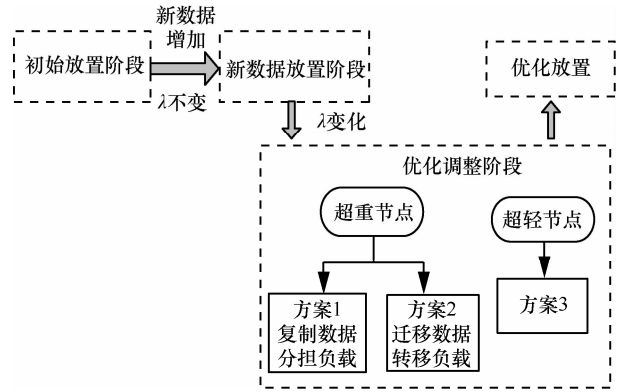 新数据
增加
初始放置阶段
新数据放置阶段
优化放置
λ不变
λ变化
优化调整阶段
超重节点
超轻节点
方案1
复制数据
分担负载
方案2
迁移数据
转移负载
方案3